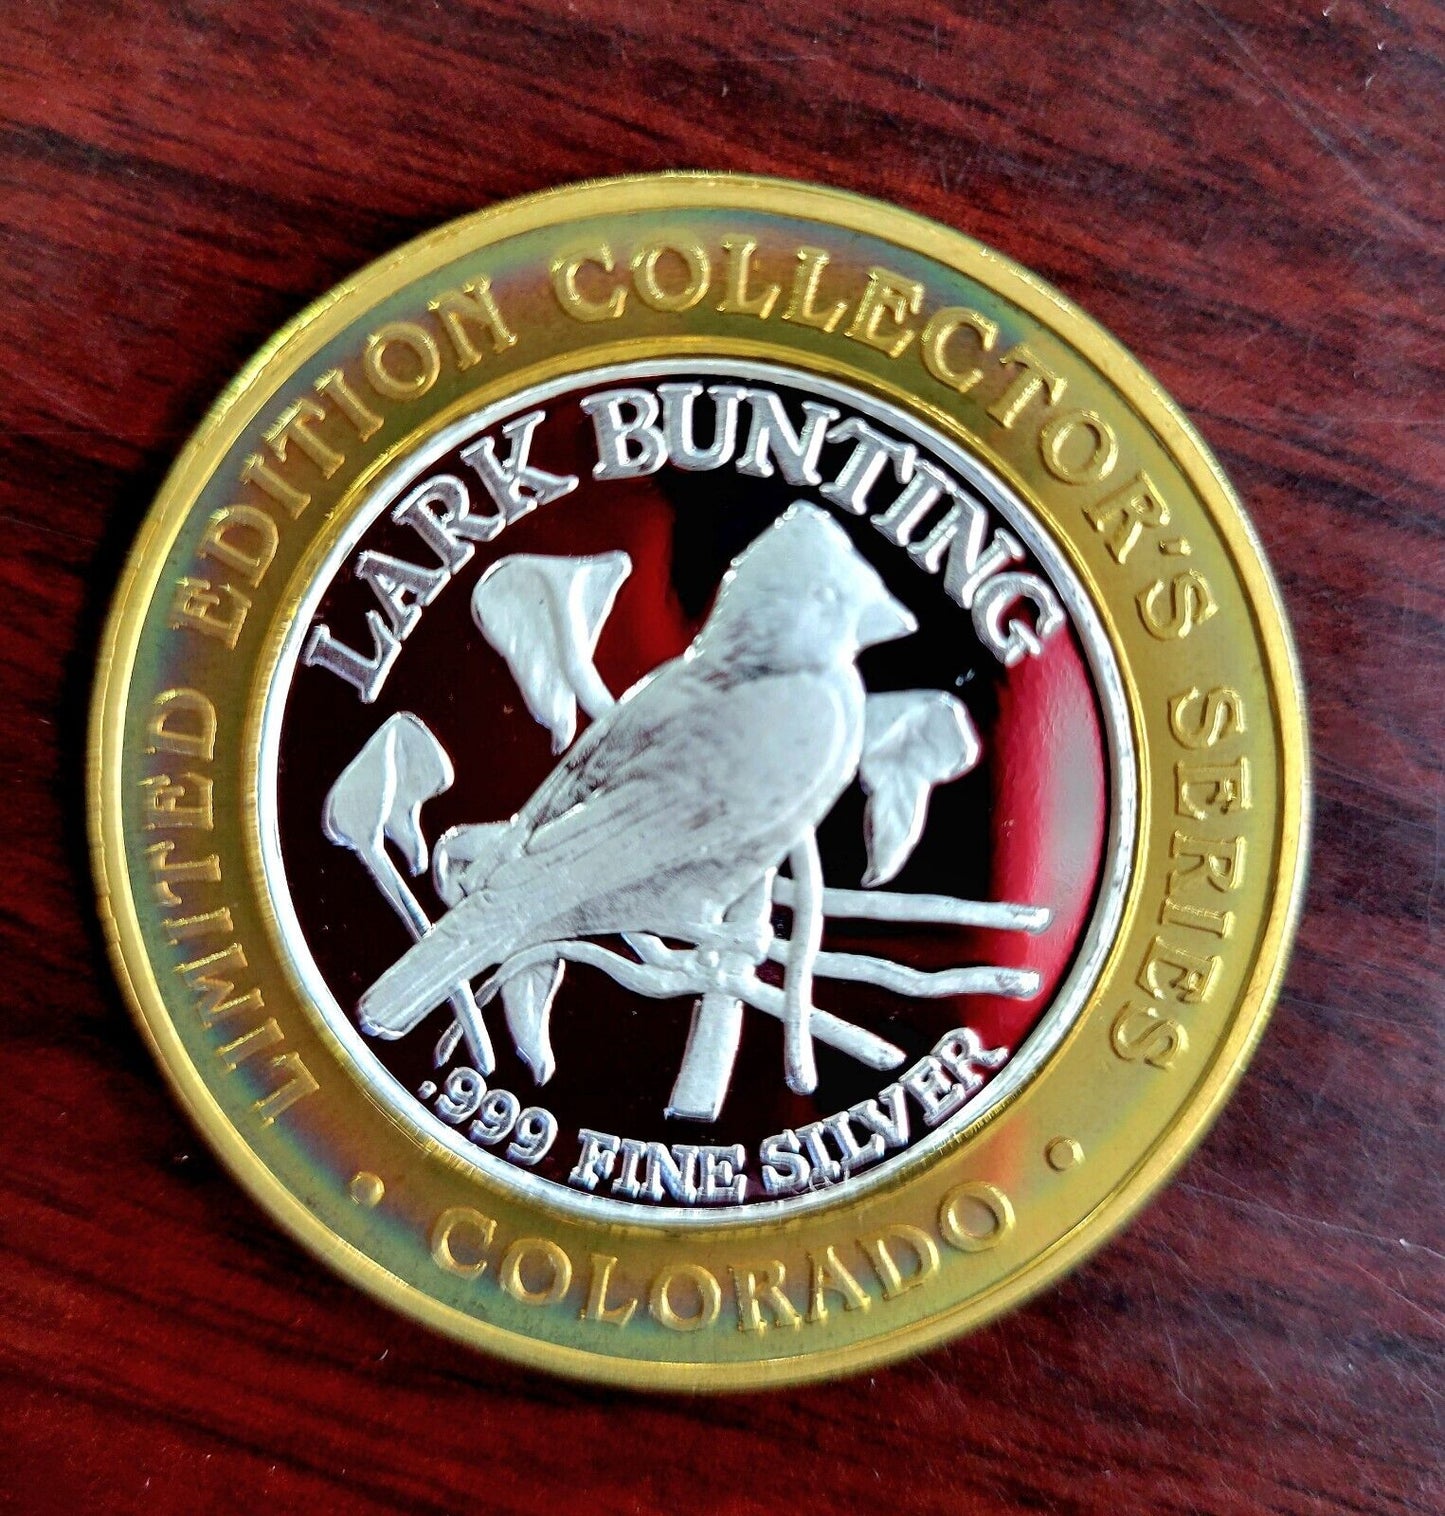 LIMITED EDITION COLLECTOR'S SERIES
LARK BUNTING
.999 FINE SILVER
• COLORADO •